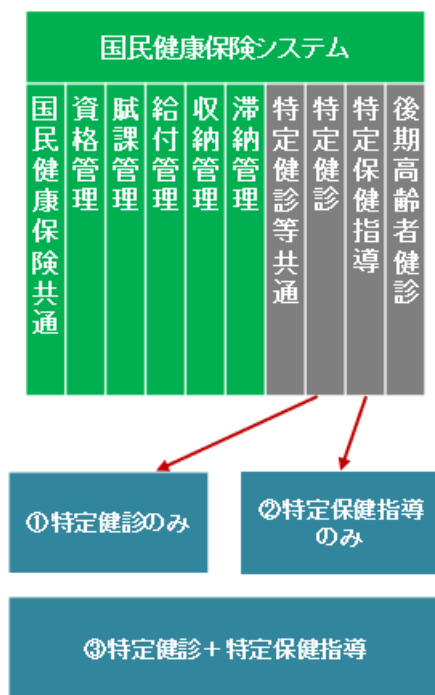 国民健康保険システム
国民健康保険共通
資格管理
賦課管理
給付管理
収納管理
滞納管理
特定健診等共通
特定健診
特定保健指導
後期高齢者健診
①特定健診のみ
②特定保健指導
のみ
③特定健診＋特定保健指導